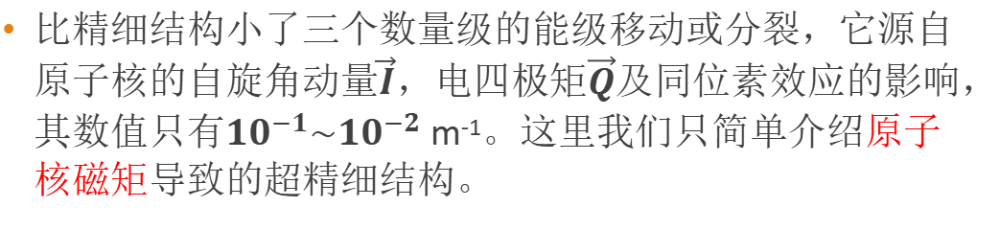 • 比精细结构小了三个数量级的能级移动或分裂，它源自
原子核的自旋角动量I⃗，电四极矩Q⃗及同位素效应的影响，
其数值只有10⁻¹~10⁻² m⁻¹。这里我们只简单介绍原子
核磁矩导致的超精细结构。